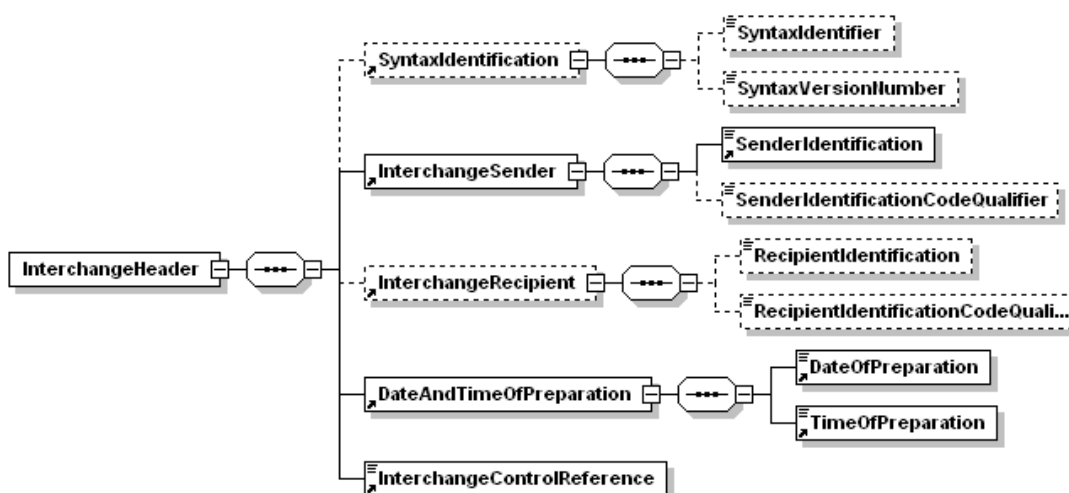 SyntaxIdentifier
SyntaxIdentification
SyntaxVersionNumber
SenderIdentification
InterchangeSender
SenderIdentificationCodeQualifier
RecipientIdentification
InterchangeHeader
InterchangeRecipient
RecipientIdentificationCodeQuali...
DateOfPreparation
DateAndTimeOfPreparation
TimeOfPreparation
InterchangeControlReference